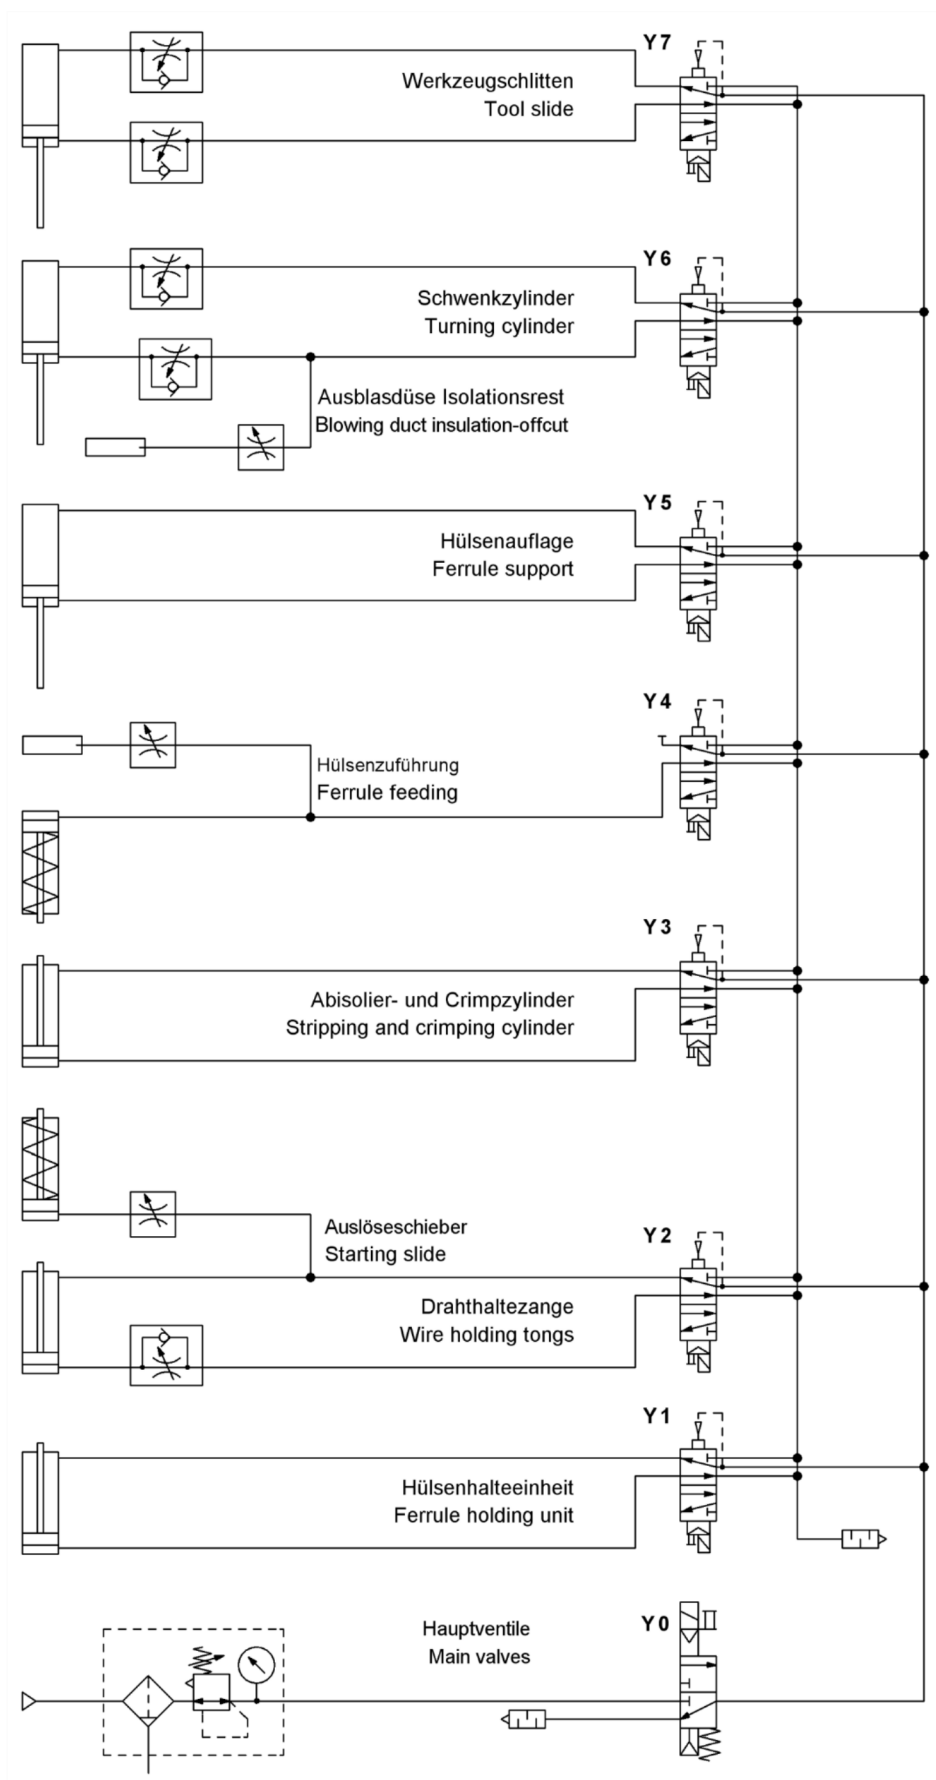 Y7
Werkzeugschlitten
Tool slide
Y6
Schwenkzylinder
Turning cylinder
Ausblasdüse Isolationsrest
Blowing duct insulation-offcut
Y5
Hülsenauflage
Ferrule support
Y4
Hülsenzuführung
Ferrule feeding
Y3
Abisolier- und Crimpzylinder
Stripping and crimping cylinder
Auslöseschieber
Starting slide
Y2
Drahthaltezange
Wire holding tongs
Y1
Hülsenhalteeinheit
Ferrule holding unit
Y0
Hauptventile
Main valves